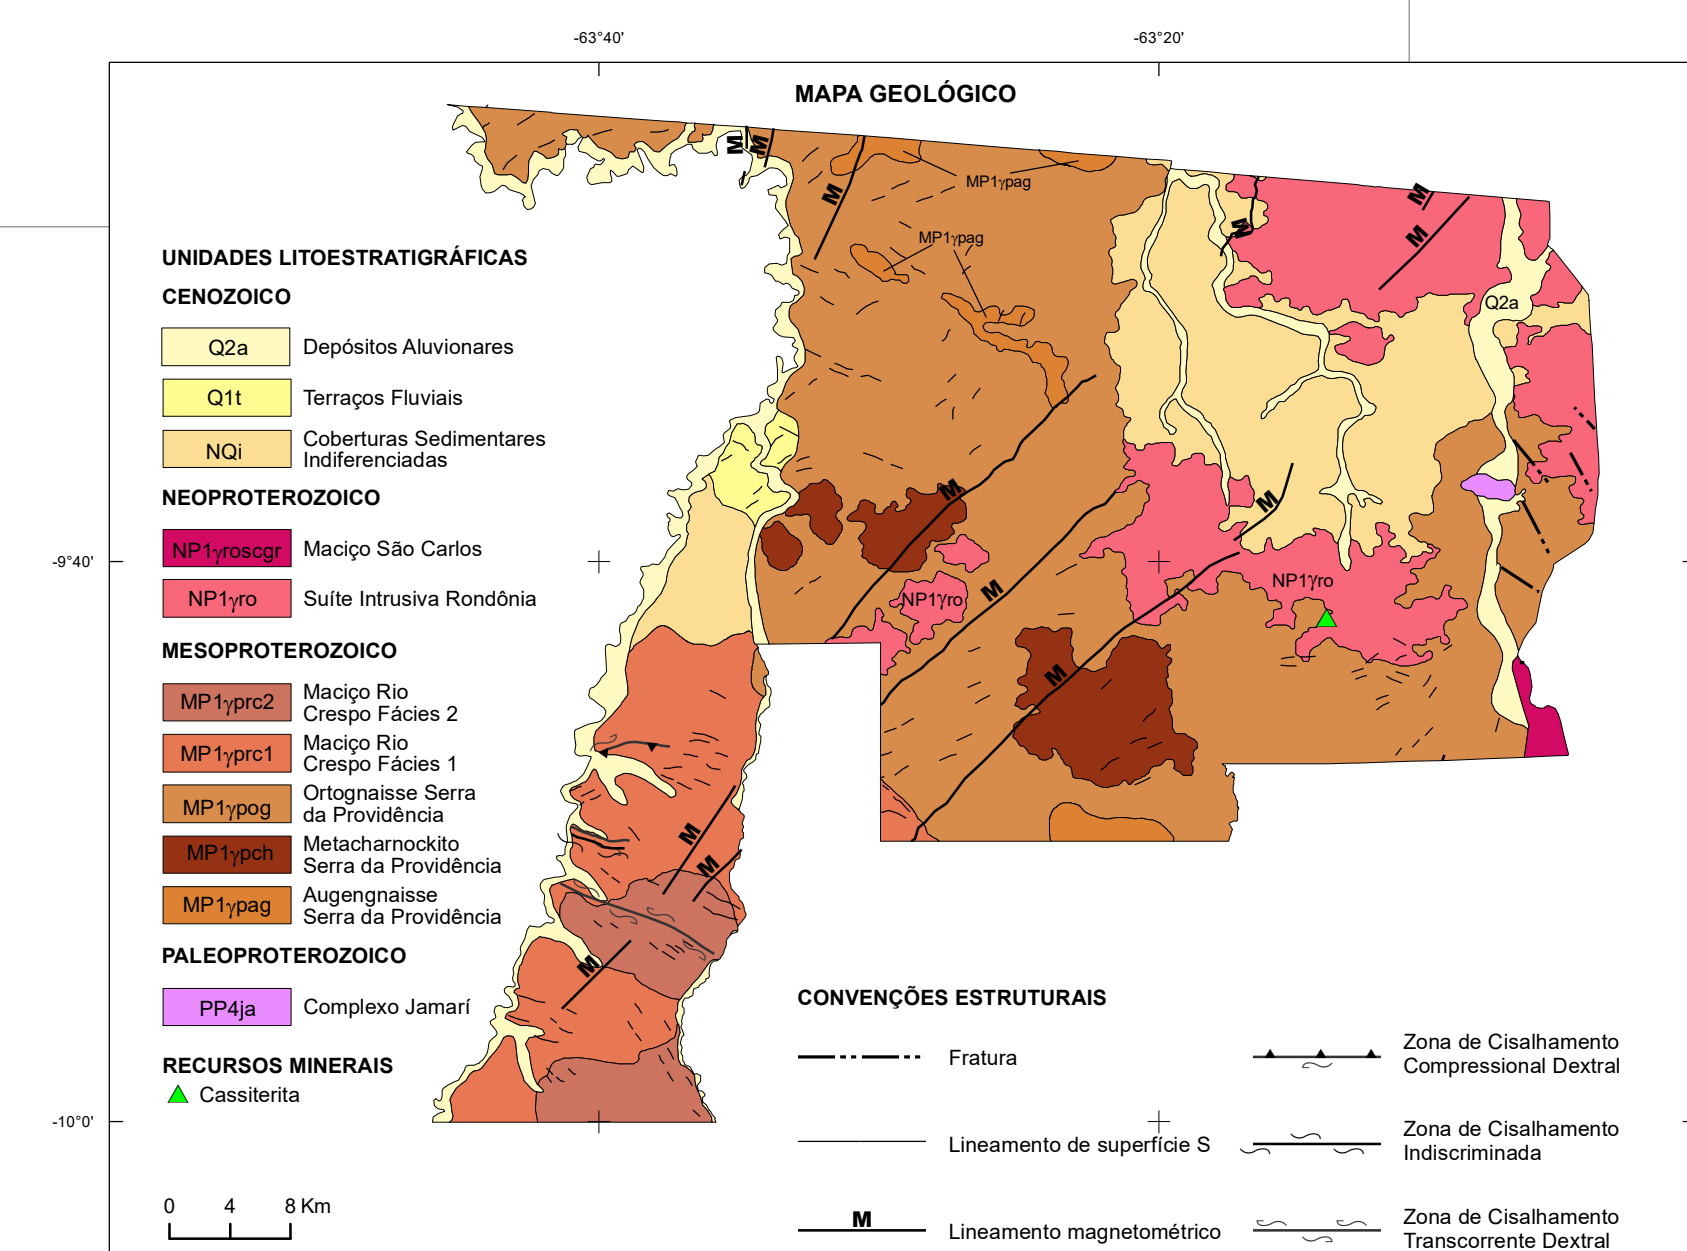 -63°40'
-63°20'
MAPA GEOLÓGICO
M
M
M
M
M
M
MP1γpag
MP1γpag
Q2a
UNIDADES LITOESTRATIGRÁFICAS
CENOZOICO
Q2a Depósitos Aluvionares
Q1t Terraços Fluviais
NQi Coberturas Sedimentares
Indiferenciadas
NEOPROTEROZOICO
NP1γroscgr Maciço São Carlos
NP1γro Suíte Intrusiva Rondônia
MESOPROTEROZOICO
MP1γprc2 Maciço Rio
Crespo Fácies 2
MP1γprc1 Maciço Rio
Crespo Fácies 1
MP1γpog Ortognaisse Serra
da Providência
MP1γpch Metacharnockito
Serra da Providência
MP1γpag Augengnaisse
Serra da Providência
PALEOPROTEROZOICO
PP4ja Complexo Jamarí
RECURSOS MINERAIS
Cassiterita
0 4 8 Km
-9°40'
-10°0'
M
M
M
NP1γro
NP1γro
M
M
M
M
CONVENÇÕES ESTRUTURAIS
Fratura
Lineamento de superfície S
M
Lineamento magnetométrico
Zona de Cisalhamento
Compressional Dextral
Zona de Cisalhamento
Indiscriminada
Zona de Cisalhamento
Transcorrente Dextral